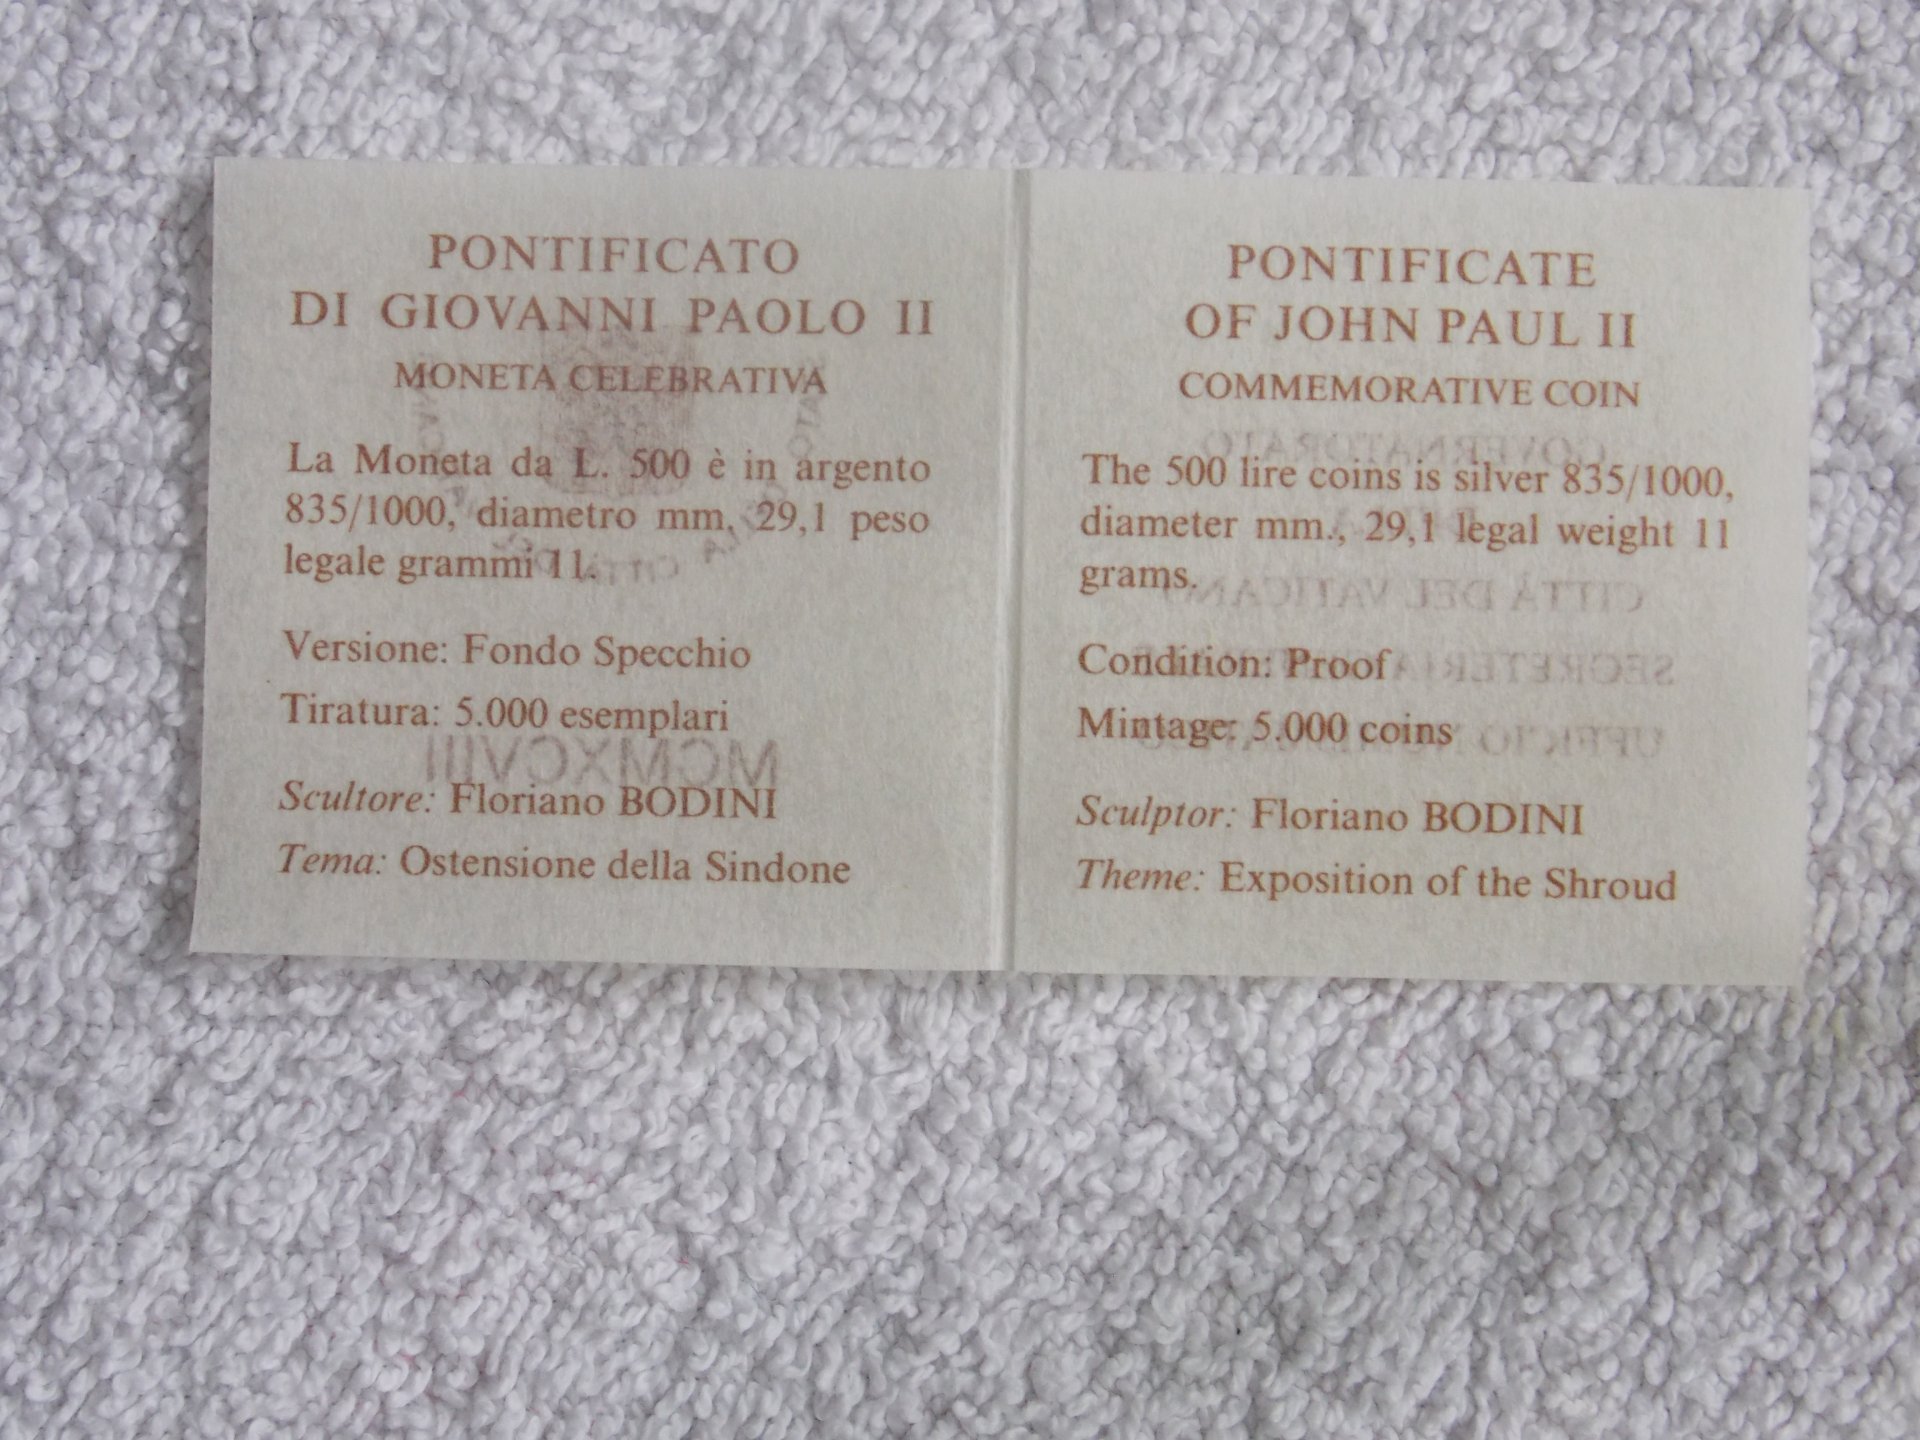 PONTIFICATO
DI GIOVANNI PAOLO II
MONETA CELEBRATIVA
La Moneta da L. 500 è in argento
835/1000, diametro mm. 29,1 peso
legale grammi 11.
Versione: Fondo Specchio
Tiratura: 5.000 esemplari
MCMXCVIII
Scultore: Floriano BODINI
Tema: Ostensione della Sindone
PONTIFICATE
OF JOHN PAUL II
COMMEMORATIVE COIN
GOVERNATORATO
The 500 lire coins is silver 835/1000,
diameter mm., 29,1 legal weight 11
grams.
CITTÀ DEL VATICANO
Condition: Proof
Mintage: 5.000 coins
UFFICIO
Sculptor: Floriano BODINI
Theme: Exposition of the Shroud